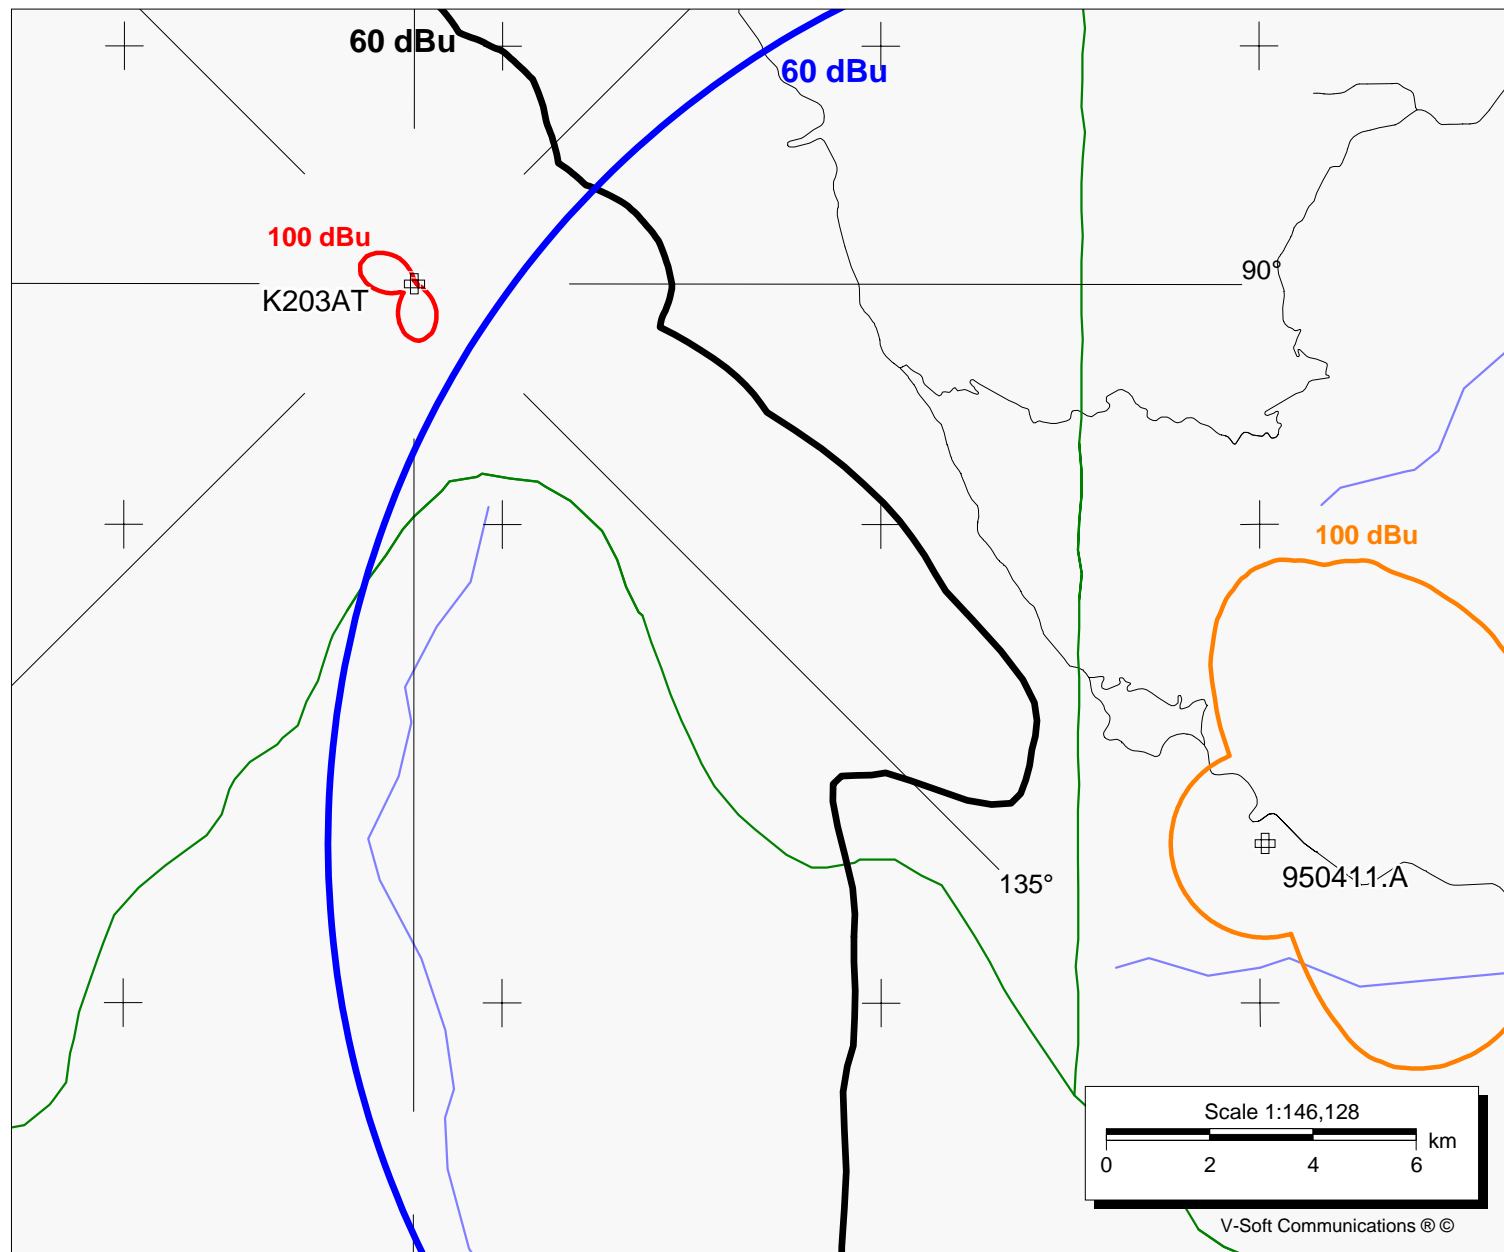 60 dBu
60 dBu
100 dBu
K203AT
90°
100 dBu
950411.A
135°
Scale 1:146,128
km
0 2 4 6
V-Soft Communications ® ©